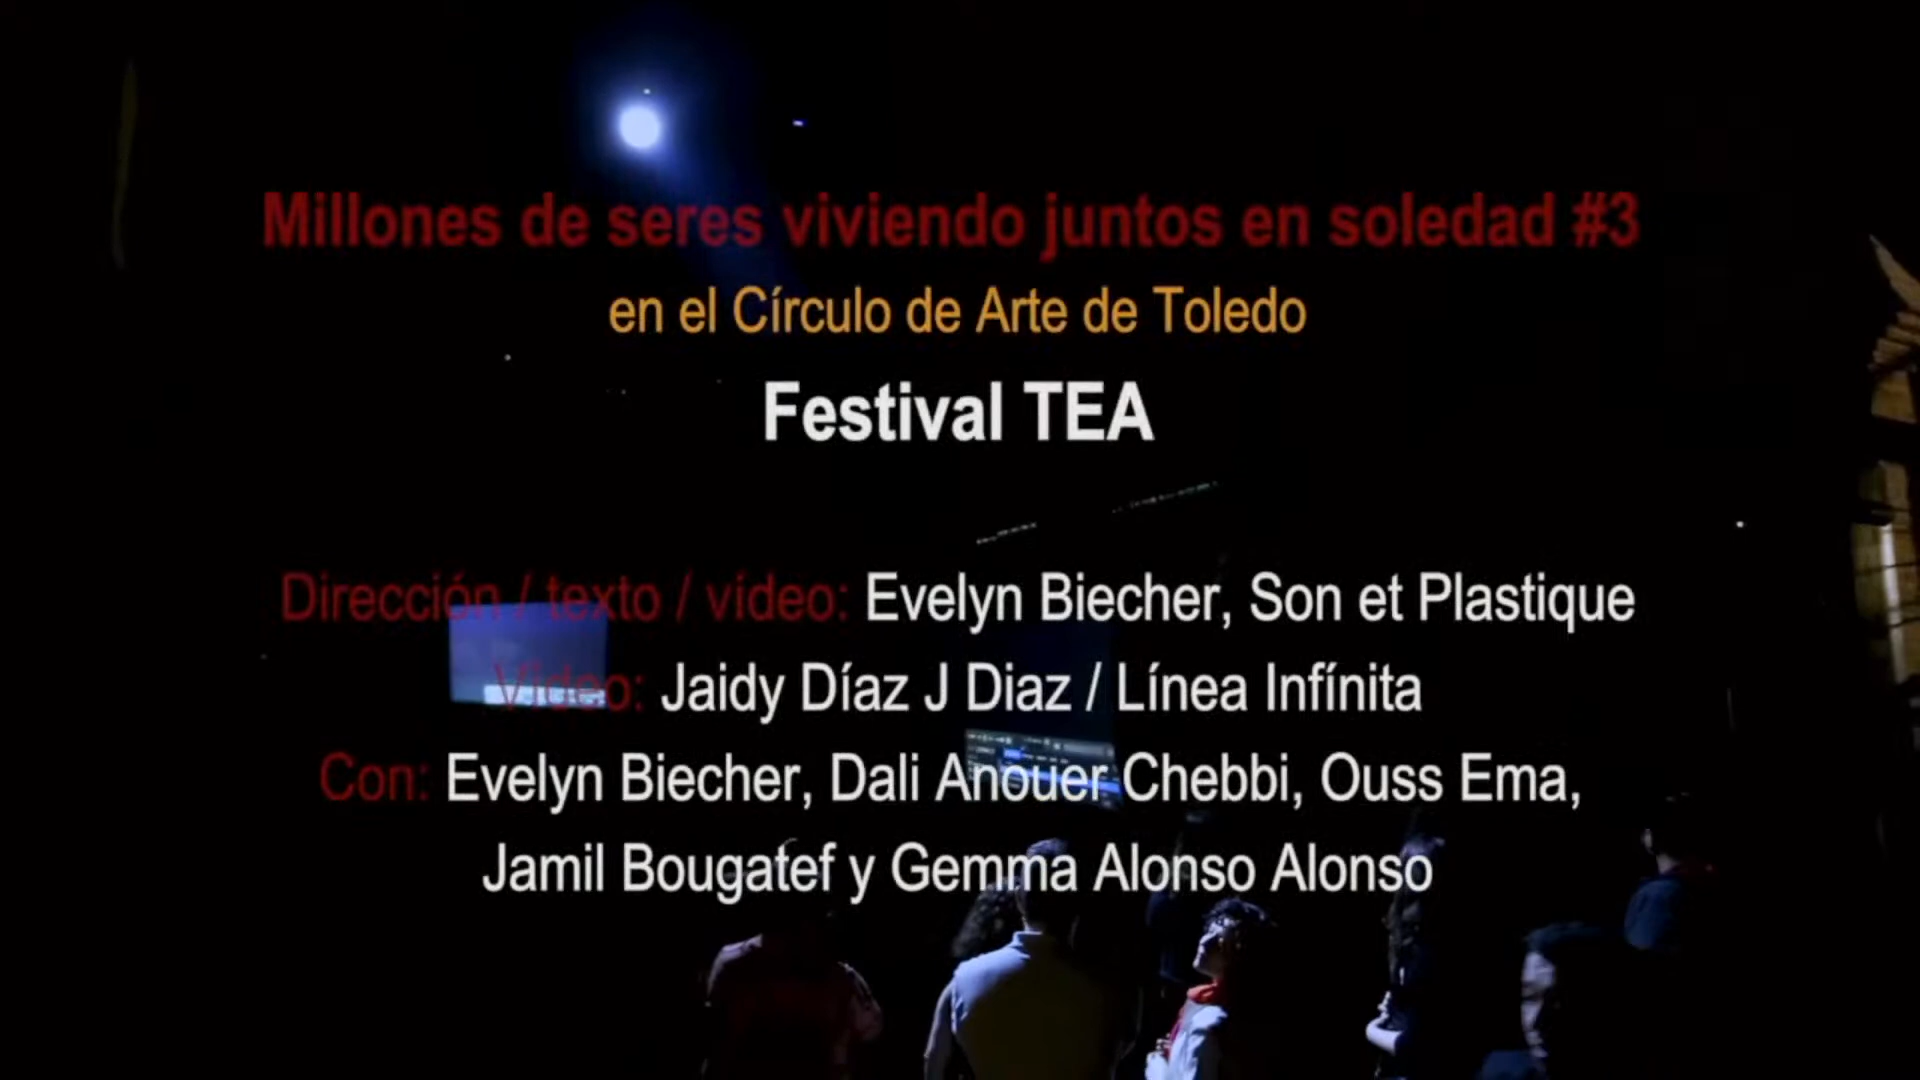 Millones de seres viviendo juntos en soledad #3
en el Círculo de Arte de Toledo
Festival TEA
Dirección / texto / vídeo: Evelyn Biecher, Son et Plastique
Vídeo: Jaidy Díaz J Diaz / Línea Infínita
Con: Evelyn Biecher, Dali Anouer Chebbi, Ouss Ema,
Jamil Bougatef y Gemma Alonso Alonso